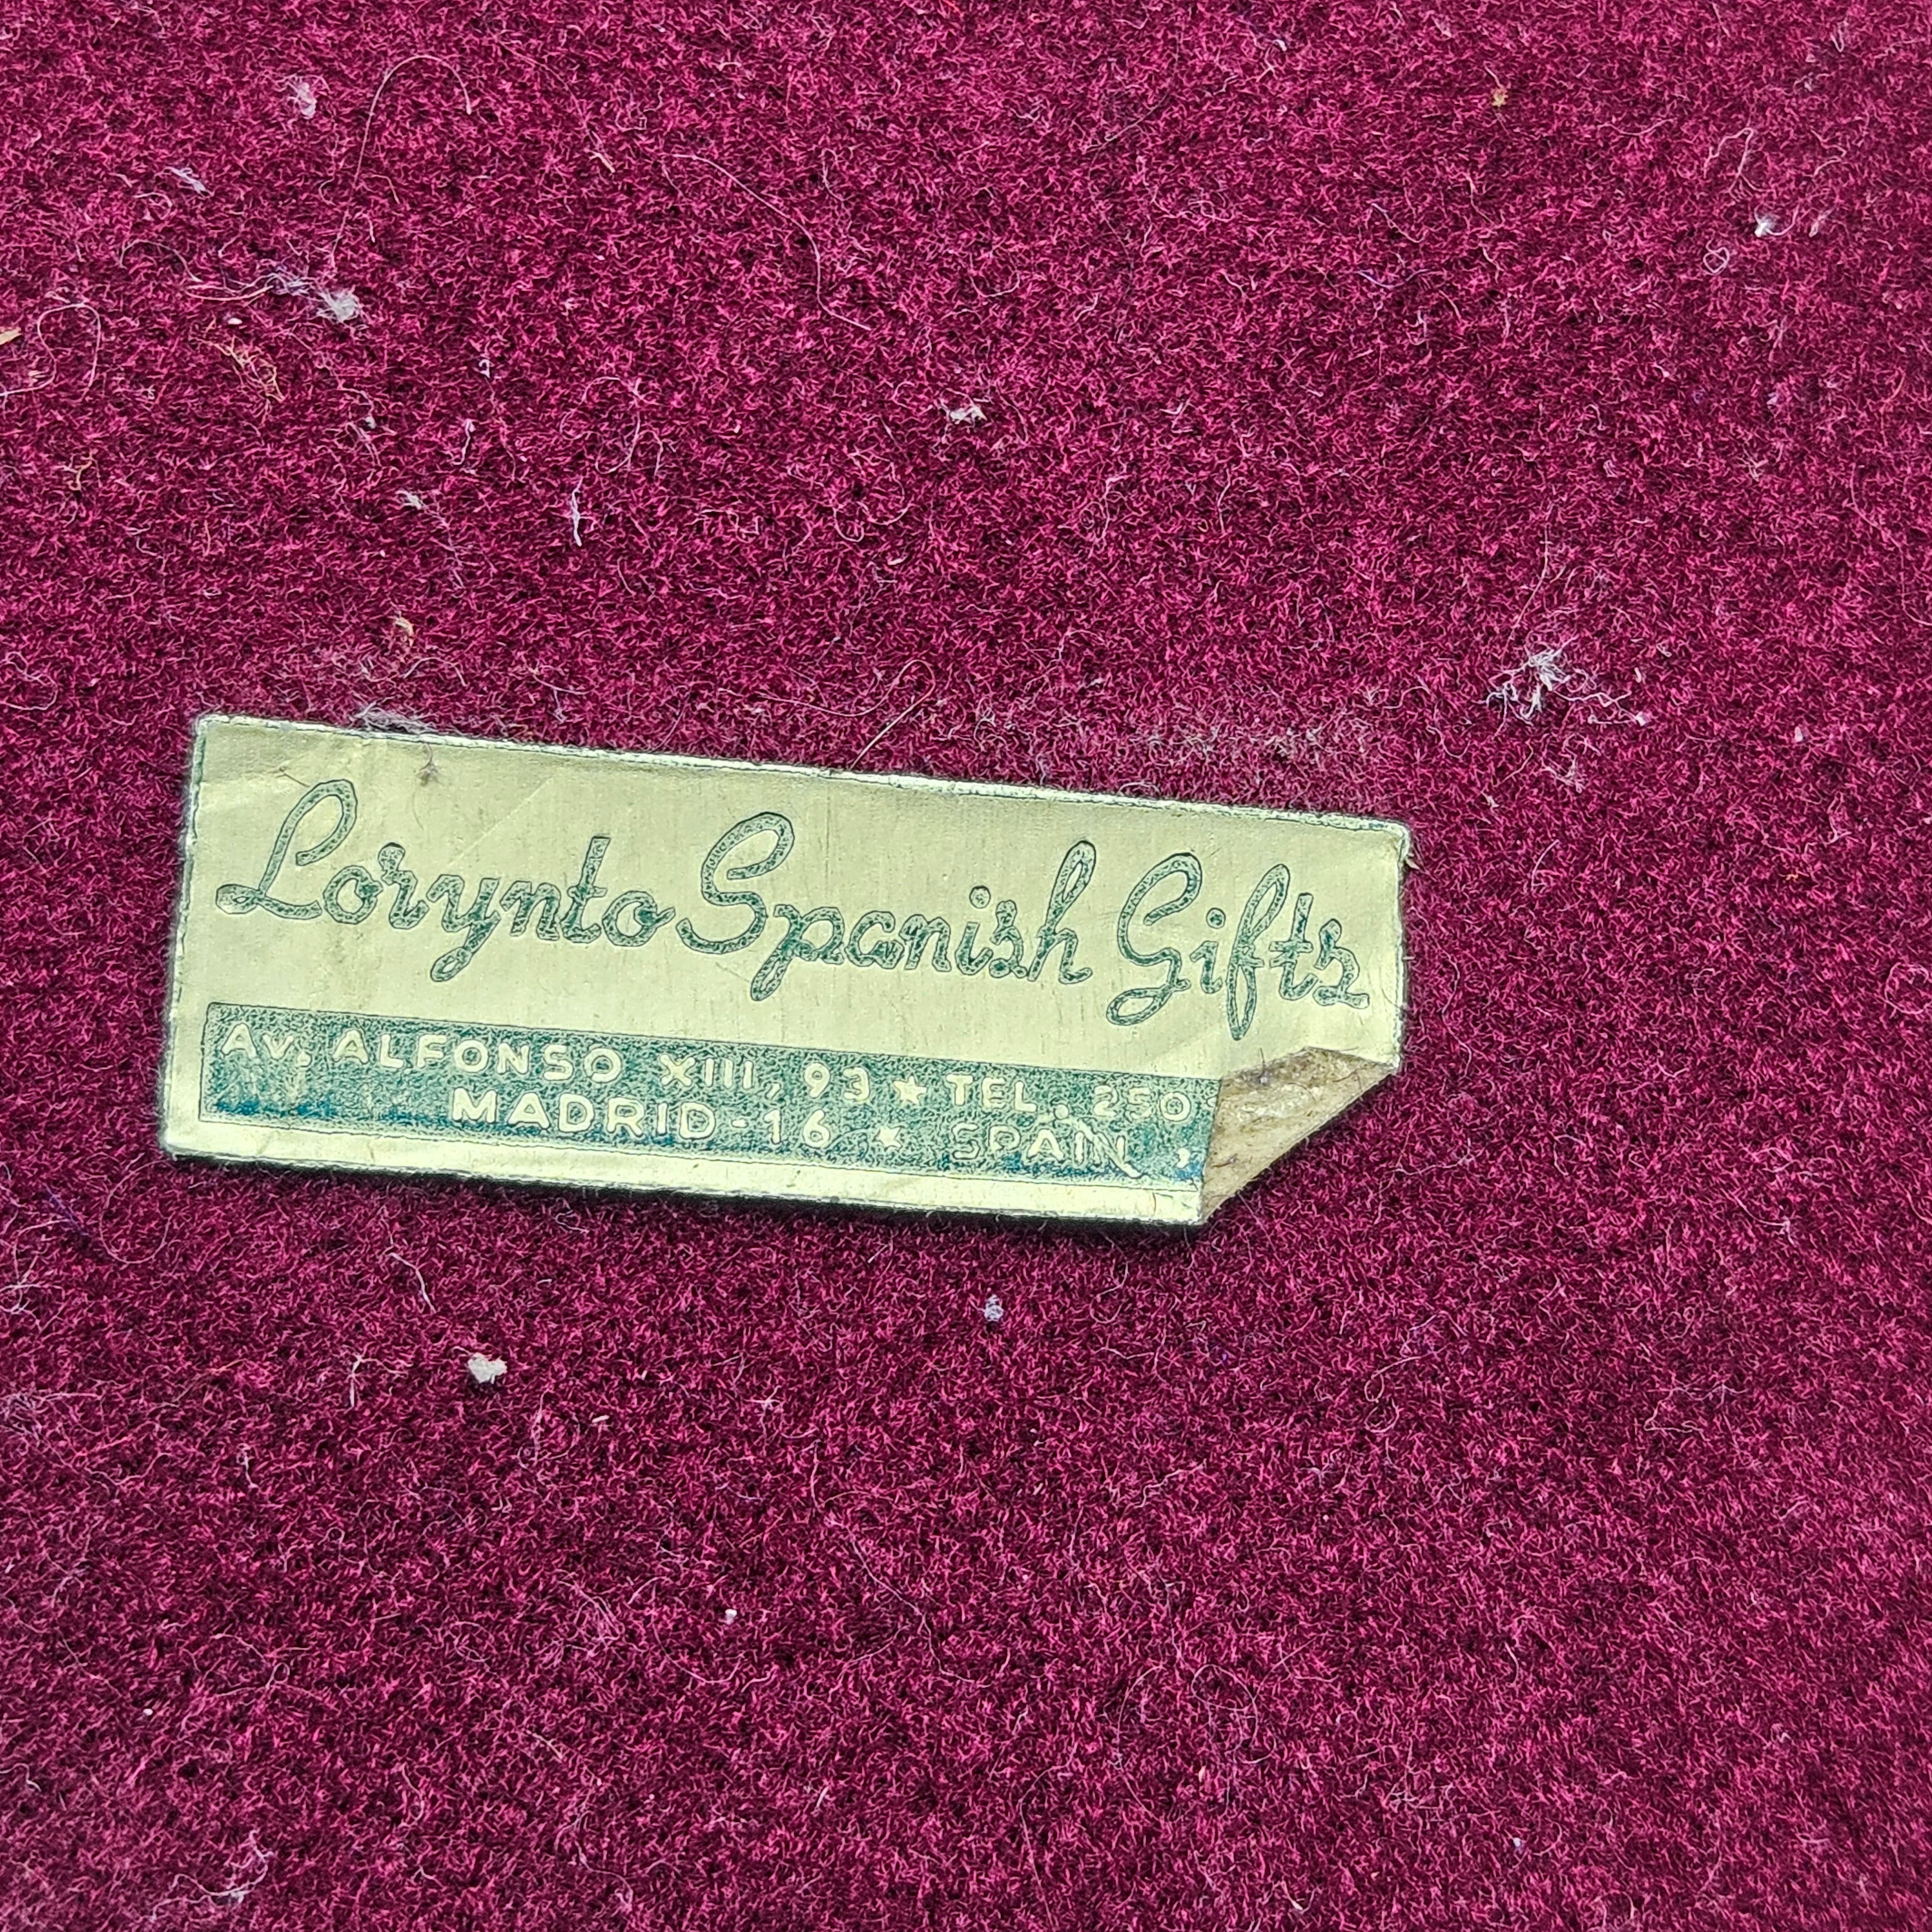 Lorynto Spanish Gifts
Av. ALFONSO XIII, 93 ★ TEL. 250
MADRID-16 ★ SPAIN